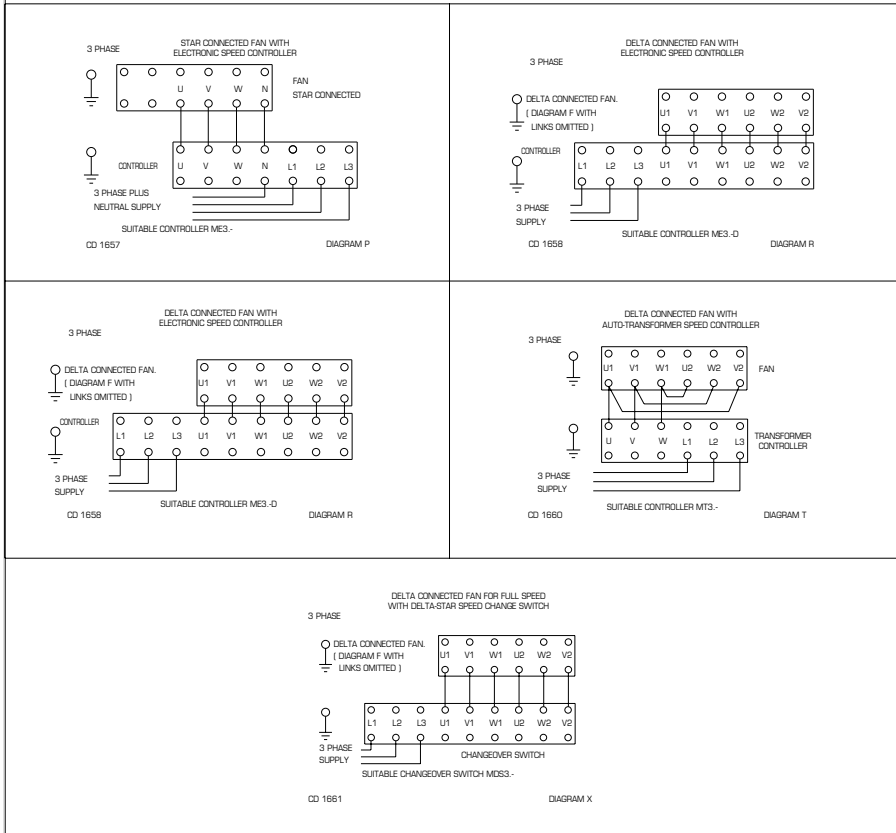 STAR CONNECTED FAN WITH
ELECTRONIC SPEED CONTROLLER
3 PHASE
FAN
STAR CONNECTED
U V W N
CONTROLLER
U V W N L1 L2 L3
3 PHASE PLUS
NEUTRAL SUPPLY
SUITABLE CONTROLLER ME3.-
CD 1657
DIAGRAM P
DELTA CONNECTED FAN WITH
ELECTRONIC SPEED CONTROLLER
3 PHASE
DELTA CONNECTED FAN.
( DIAGRAM F WITH
LINKS OMITTED )
U1 V1 W1 U2 W2 V2
CONTROLLER
L1 L2 L3 U1 V1 W1 U2 W2 V2
3 PHASE
SUPPLY
SUITABLE CONTROLLER ME3.-D
CD 1658
DIAGRAM R
DELTA CONNECTED FAN WITH
ELECTRONIC SPEED CONTROLLER
3 PHASE
DELTA CONNECTED FAN.
( DIAGRAM F WITH
LINKS OMITTED )
U1 V1 W1 U2 W2 V2
CONTROLLER
L1 L2 L3 U1 V1 W1 U2 W2 V2
3 PHASE
SUPPLY
SUITABLE CONTROLLER ME3.-D
CD 1658
DIAGRAM R
DELTA CONNECTED FAN WITH
AUTO-TRANSFORMER SPEED CONTROLLER
3 PHASE
U1 V1 W1 U2 W2 V2
FAN
U V W L1 L2 L3
TRANSFORMER
CONTROLLER
3 PHASE
SUPPLY
SUITABLE CONTROLLER MT3.-
CD 1660
DIAGRAM T
DELTA CONNECTED FAN FOR FULL SPEED
WITH DELTA-STAR SPEED CHANGE SWITCH
3 PHASE
DELTA CONNECTED FAN.
( DIAGRAM F WITH
LINKS OMITTED )
U1 V1 W1 U2 W2 V2
L1 L2 L3 U1 V1 W1 U2 W2 V2
3 PHASE
SUPPLY
CHANGEOVER SWITCH
SUITABLE CHANGEOVER SWITCH MDS3.-
CD 1661
DIAGRAM X